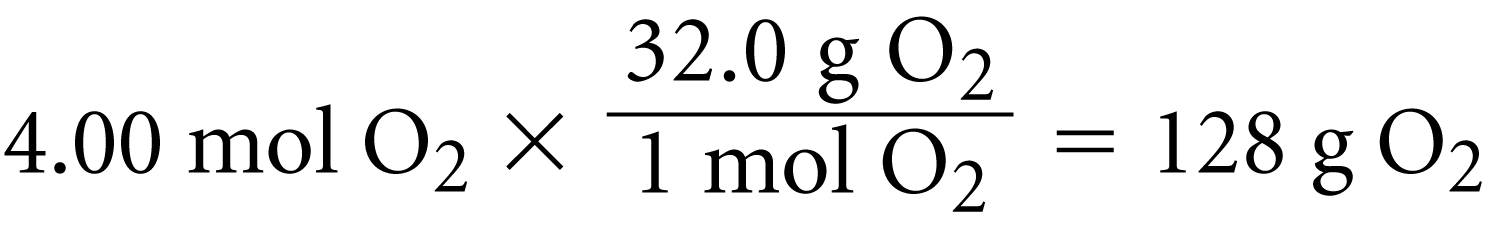 4.00 mol O₂ × 32.0 g O₂ / 1 mol O₂ = 128 g O₂